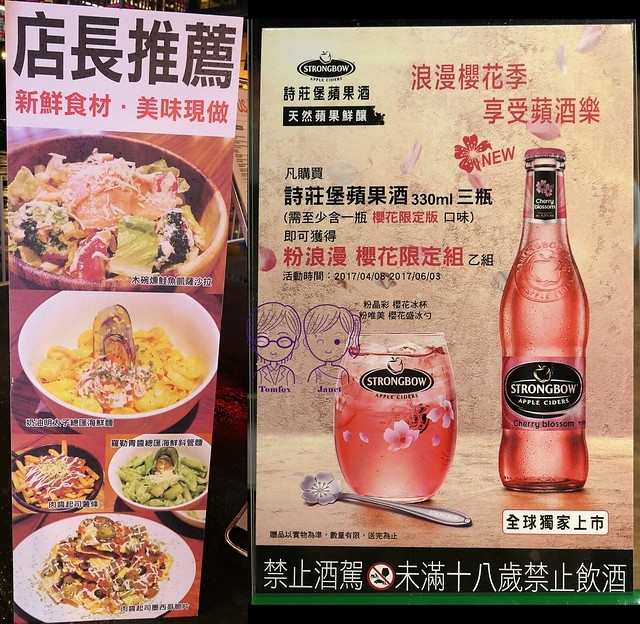 店長推薦
新鮮食材·美味現做
木碗燻鮭魚凱薩沙拉
奶油明太子總匯海鮮麵
羅勒青醬總匯海鮮斜管麵
肉醬起司薯條
肉醬起司墨西哥脆片
STRONGBOW
APPLE CIDERS
詩莊堡蘋果酒
天然蘋果鮮釀
浪漫櫻花季
享受蘋酒樂
NEW
凡購買
詩莊堡蘋果酒 330ml 三瓶
(需至少含一瓶 櫻花限定版 口味)
即可獲得
粉浪漫 櫻花限定組 乙組
活動時間：2017/04/08-2017/06/03
粉晶彩 櫻花冰杯
粉唯美 櫻花盛冰勺
Tomfox Janet
STRONGBOW
APPLE CIDERS
Cherry
blossom
STRONGBOW
APPLE CIDERS
Cherry blossom
全球獨家上市
贈品以實物為準，數量有限，送完為止
禁止酒駕 未滿十八歲禁止飲酒